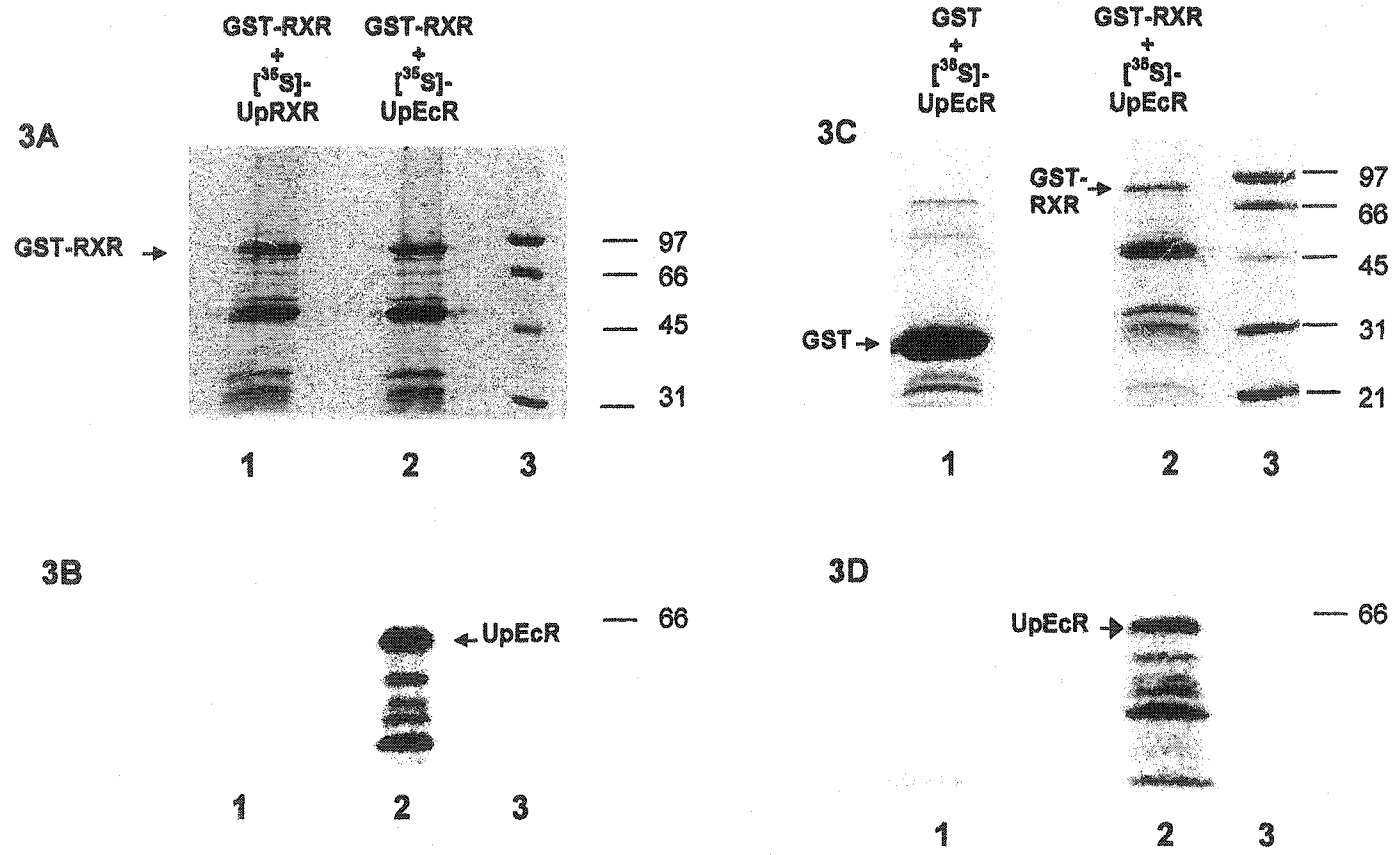 GST-RXR
+
[³⁵S]-
UpRXR
GST-RXR
+
[³⁵S]-
UpEcR
3A
GST-RXR
97
66
45
31
1 2 3
GST
+
[³⁵S]-
UpEcR
GST-RXR
+
[³⁵S]-
UpEcR
3C
GST-
RXR
GST
97
66
45
31
21
1 2 3
3B
UpEcR
66
1 2 3
3D
UpEcR
66
1 2 3